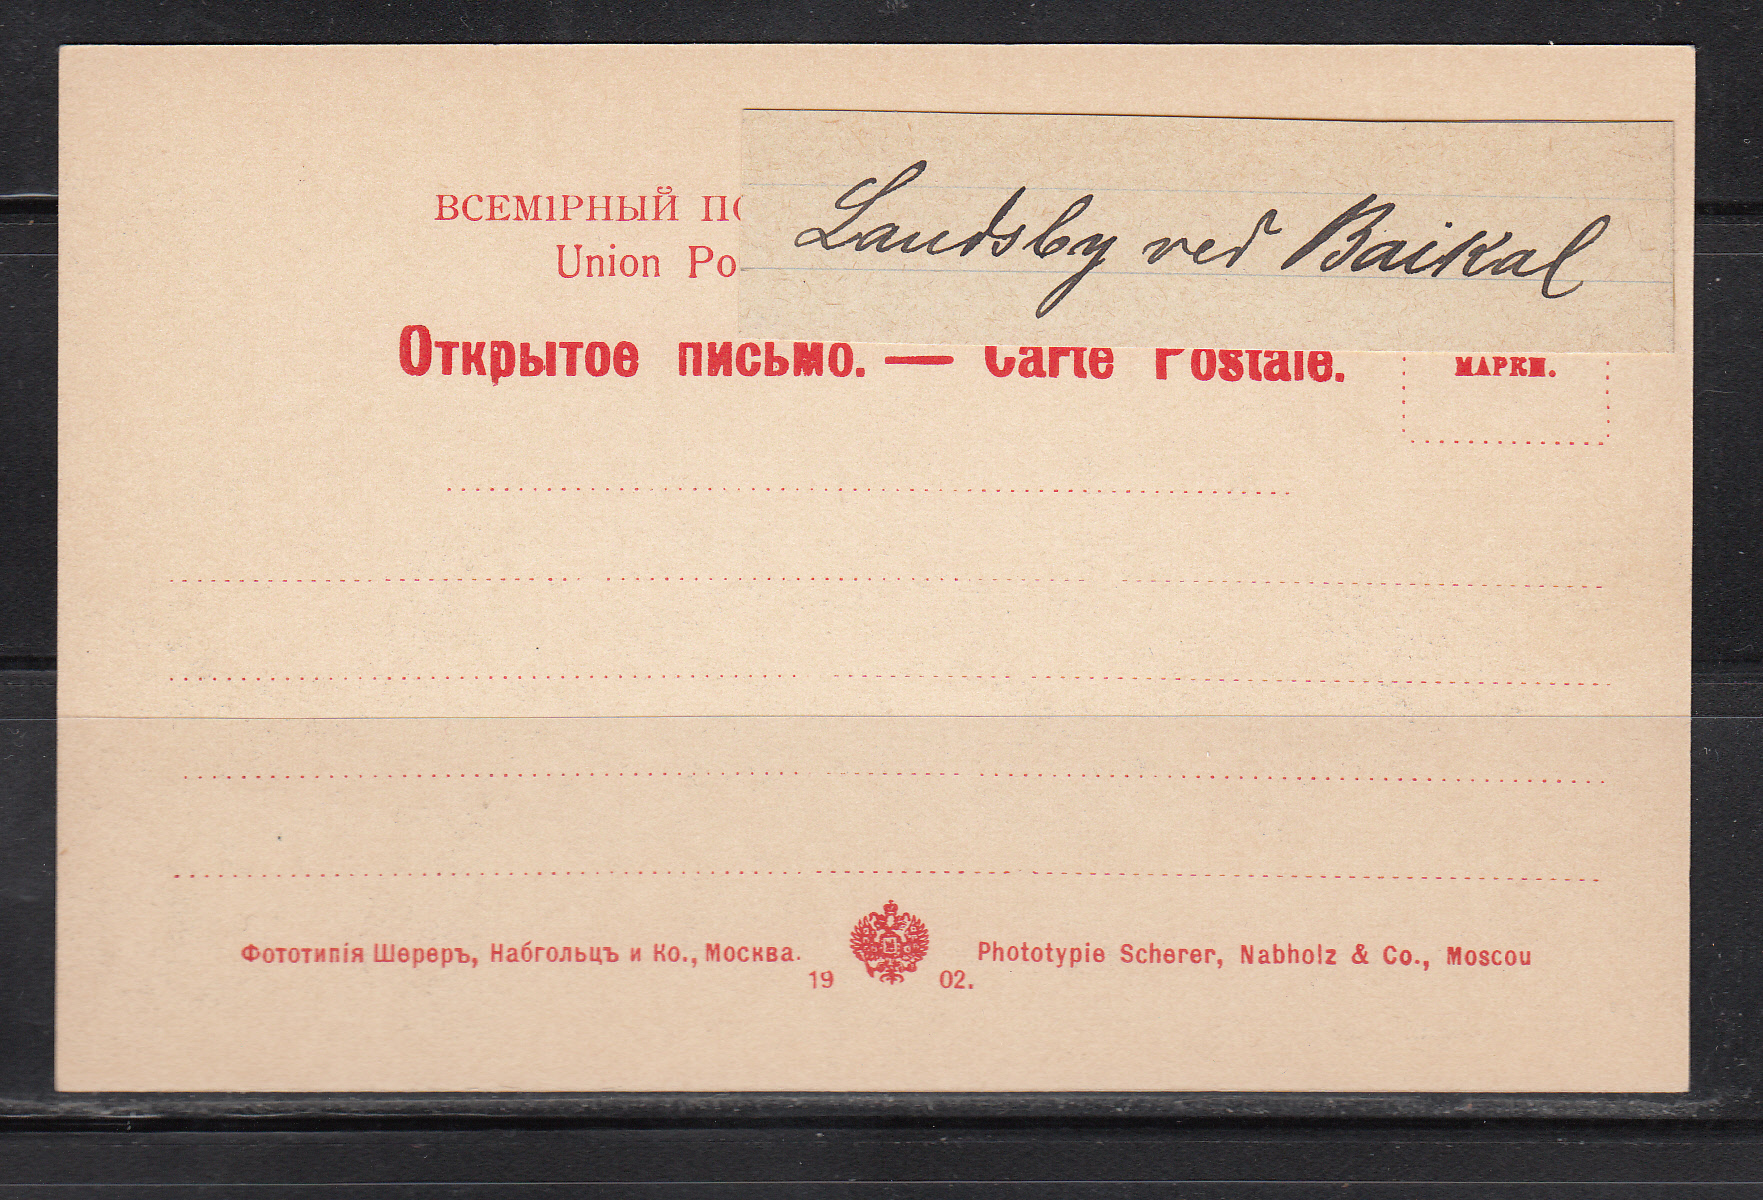 Landsby ved Baikal
ВСЕМІРНЫЙ
Union
Открытое письмо. — Carte Postale.
МАРКИ.
Фототипія Шереръ, Набгольцъ и Ко., Москва.
Phototypie Scherer, Nabholz & Co., Moscou
19 02.